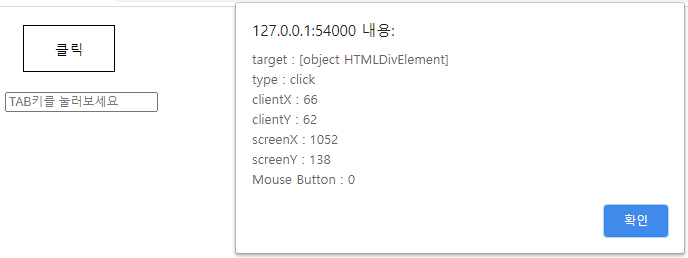 클릭
TAB키를 눌러보세요
127.0.0.1:54000 내용:
target : [object HTMLDivElement]
type : click
clientX : 66
clientY : 62
screenX : 1052
screenY : 138
Mouse Button : 0
확인